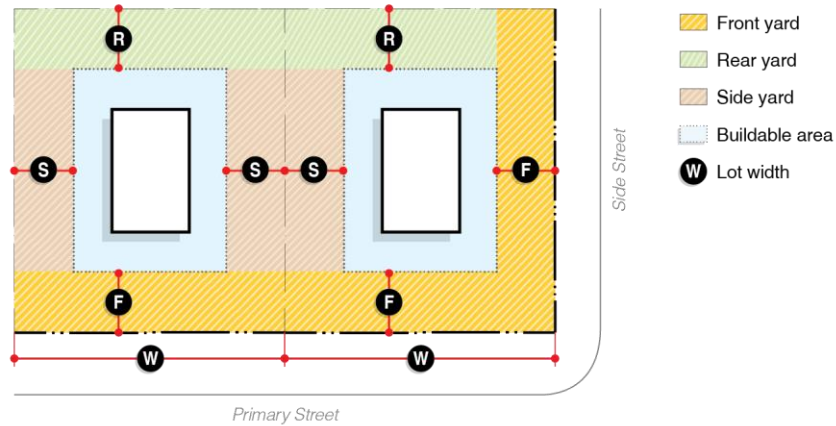 R
R
Front yard
Rear yard
Side yard
Buildable area
W Lot width
S
S
S
F
Side Street
F
F
W
W
Primary Street